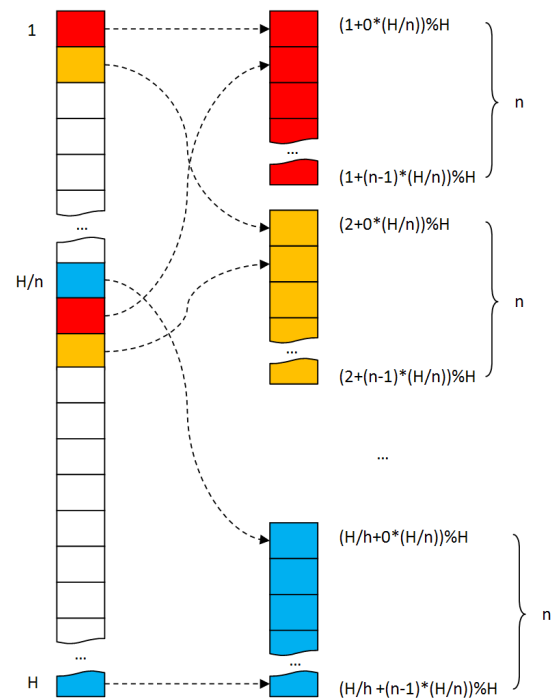 1
(1+0*(H/n))%H
n
...
(1+(n-1)*(H/n))%H
(2+0*(H/n))%H
...
H/n
n
...
(2+(n-1)*(H/n))%H
...
(H/h+0*(H/n))%H
n
...
...
H
(H/h +(n-1)*(H/n))%H